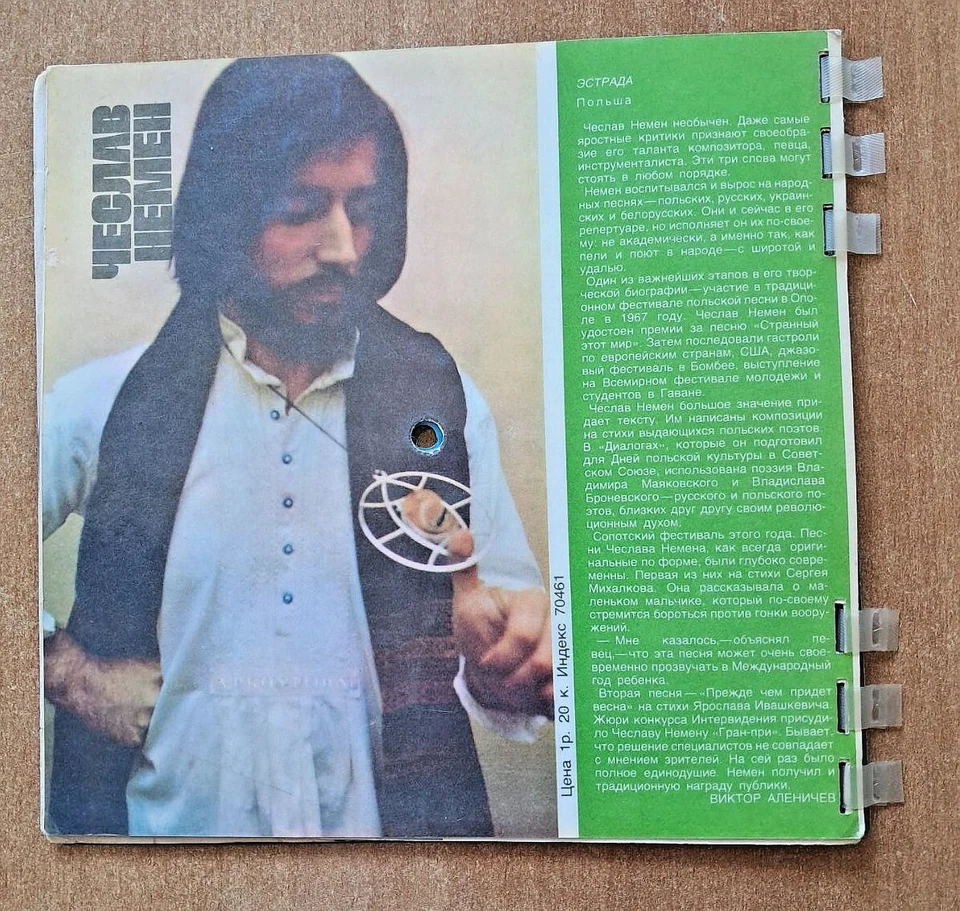 ЧЕСЛАВ
НЕМЕН
ЭСТРАДА
Польша
Чеслав Немен необычен. Даже самые
яростные критики признают своеобра-
зие его таланта композитора, певца,
инструменталиста. Эти три слова могут
стоять в любом порядке.
Немен воспитывался и вырос на народ-
ных песнях—польских, русских, украин-
ских и белорусских. Они и сейчас в его
репертуаре, но исполняет он их по-свое-
му: не академически, а именно так, как
пели и поют в народе—с широтой и
удалью.
Один из важнейших этапов в его твор-
ческой биографии—участие в традици-
онном фестивале польской песни в Опо-
ле в 1967 году. Чеслав Немен был
удостоен премии за песню «Странный
этот мир». Затем последовали гастроли
по европейским странам, США, джазо-
вый фестиваль в Бомбее, выступление
на Всемирном фестивале молодежи и
студентов в Гаване.
Чеслав Немен большое значение при-
дает тексту. Им написаны композиции
на стихи выдающихся польских поэтов.
В «Диалогах», которые он подготовил
для Дней польской культуры в Совет-
ском Союзе, использована поэзия Вла-
димира Маяковского и Владислава
Броневского—русского и польского по-
этов, близких друг другу своим револю-
ционным духом.
Сопотский фестиваль этого года. Пес-
ни Чеслава Немена, как всегда ориги-
нальные по форме, были глубоко совре-
менны. Первая из них на стихи Сергея
Михалкова. Она рассказывала о ма-
леньком мальчике, который по-своему
стремится бороться против гонки воору-
жений.
— Мне казалось,—объяснял пе-
вец,—что эта песня может очень свое-
временно прозвучать в Международный
год ребенка.
Вторая песня—«Прежде чем придет
весна» на стихи Ярослава Ивашкевича.
Жюри конкурса Интервидения присуди-
ло Чеславу Немену «Гран-при». Бывает,
что решение специалистов не совпадает
с мнением зрителей. На сей раз было
полное единодушие. Немен получил и
традиционную награду публики.
ВИКТОР АЛЕНИЧЕВ
Цена 1р. 20 к. Индекс 70461